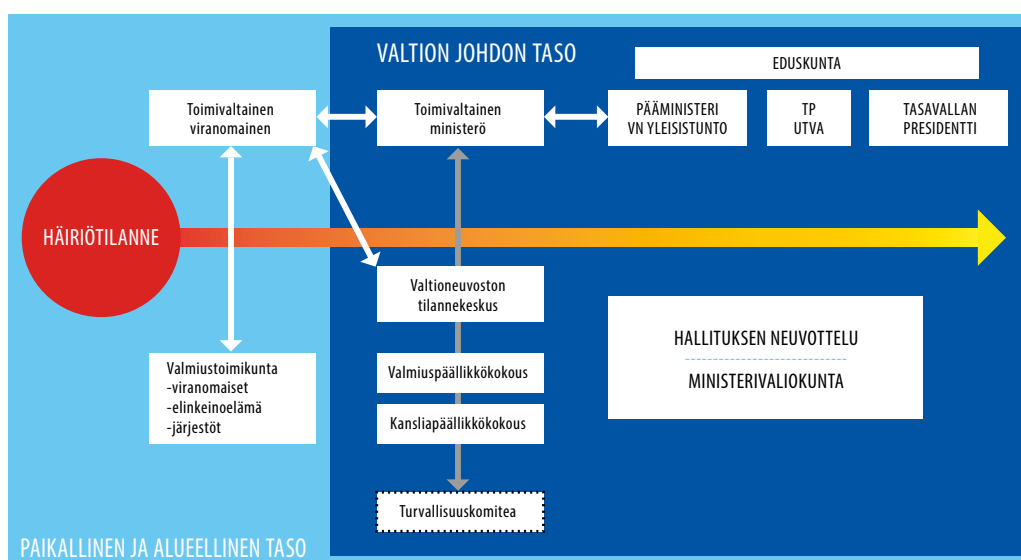 VALTION JOHDON TASO
EDUSKUNTA
Toimivaltainen
viranomainen
Toimivaltainen
ministerö
PÄÄMINISTERI
VN YLEISISTUNTO
TP
UTVA
TASAVALLAN
PRESIDENTTI
HÄIRIÖTILANNE
Valtioneuvoston
tilannekeskus
HALLITUKSEN NEUVOTTELU
MINISTERIVALIOKUNTA
Valmiustoimikunta
-viranomaiset
-elinkeinoelämä
-järjestöt
Valmiuspäällikkökokous
Kansliapäällikkökokous
Turvallisuuskomitea
PAIKALLINEN JA ALUEELLINEN TASO